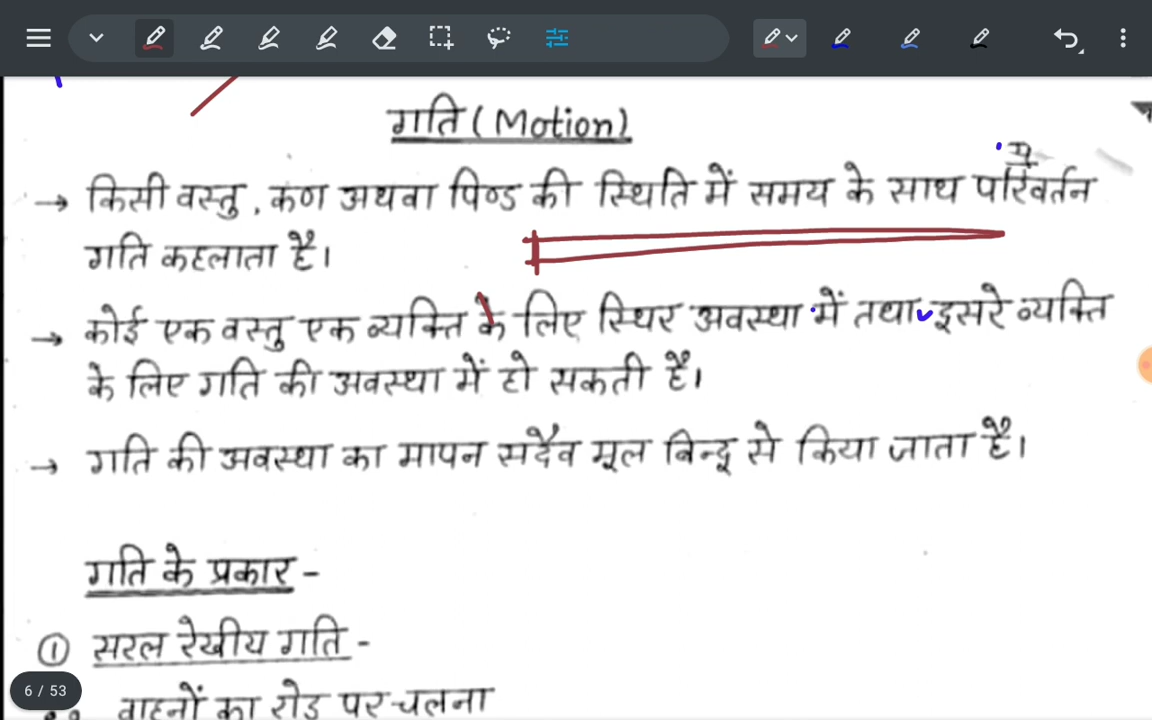 गति (Motion)
→ किसी वस्तु, कण अथवा पिण्ड की स्थिति में समय के साथ परिवर्तन
गति कहलाता है।
→ कोई एक वस्तु एक व्यक्ति के लिए स्थिर अवस्था में तथा दूसरे व्यक्ति
के लिए गति की अवस्था में हो सकती है।
→ गति की अवस्था का मापन सदैव मूल बिन्दू से किया जाता है।
गति के प्रकार -
① सरल रेखीय गति -
वाहनों का रोड पर चलना
6 / 53